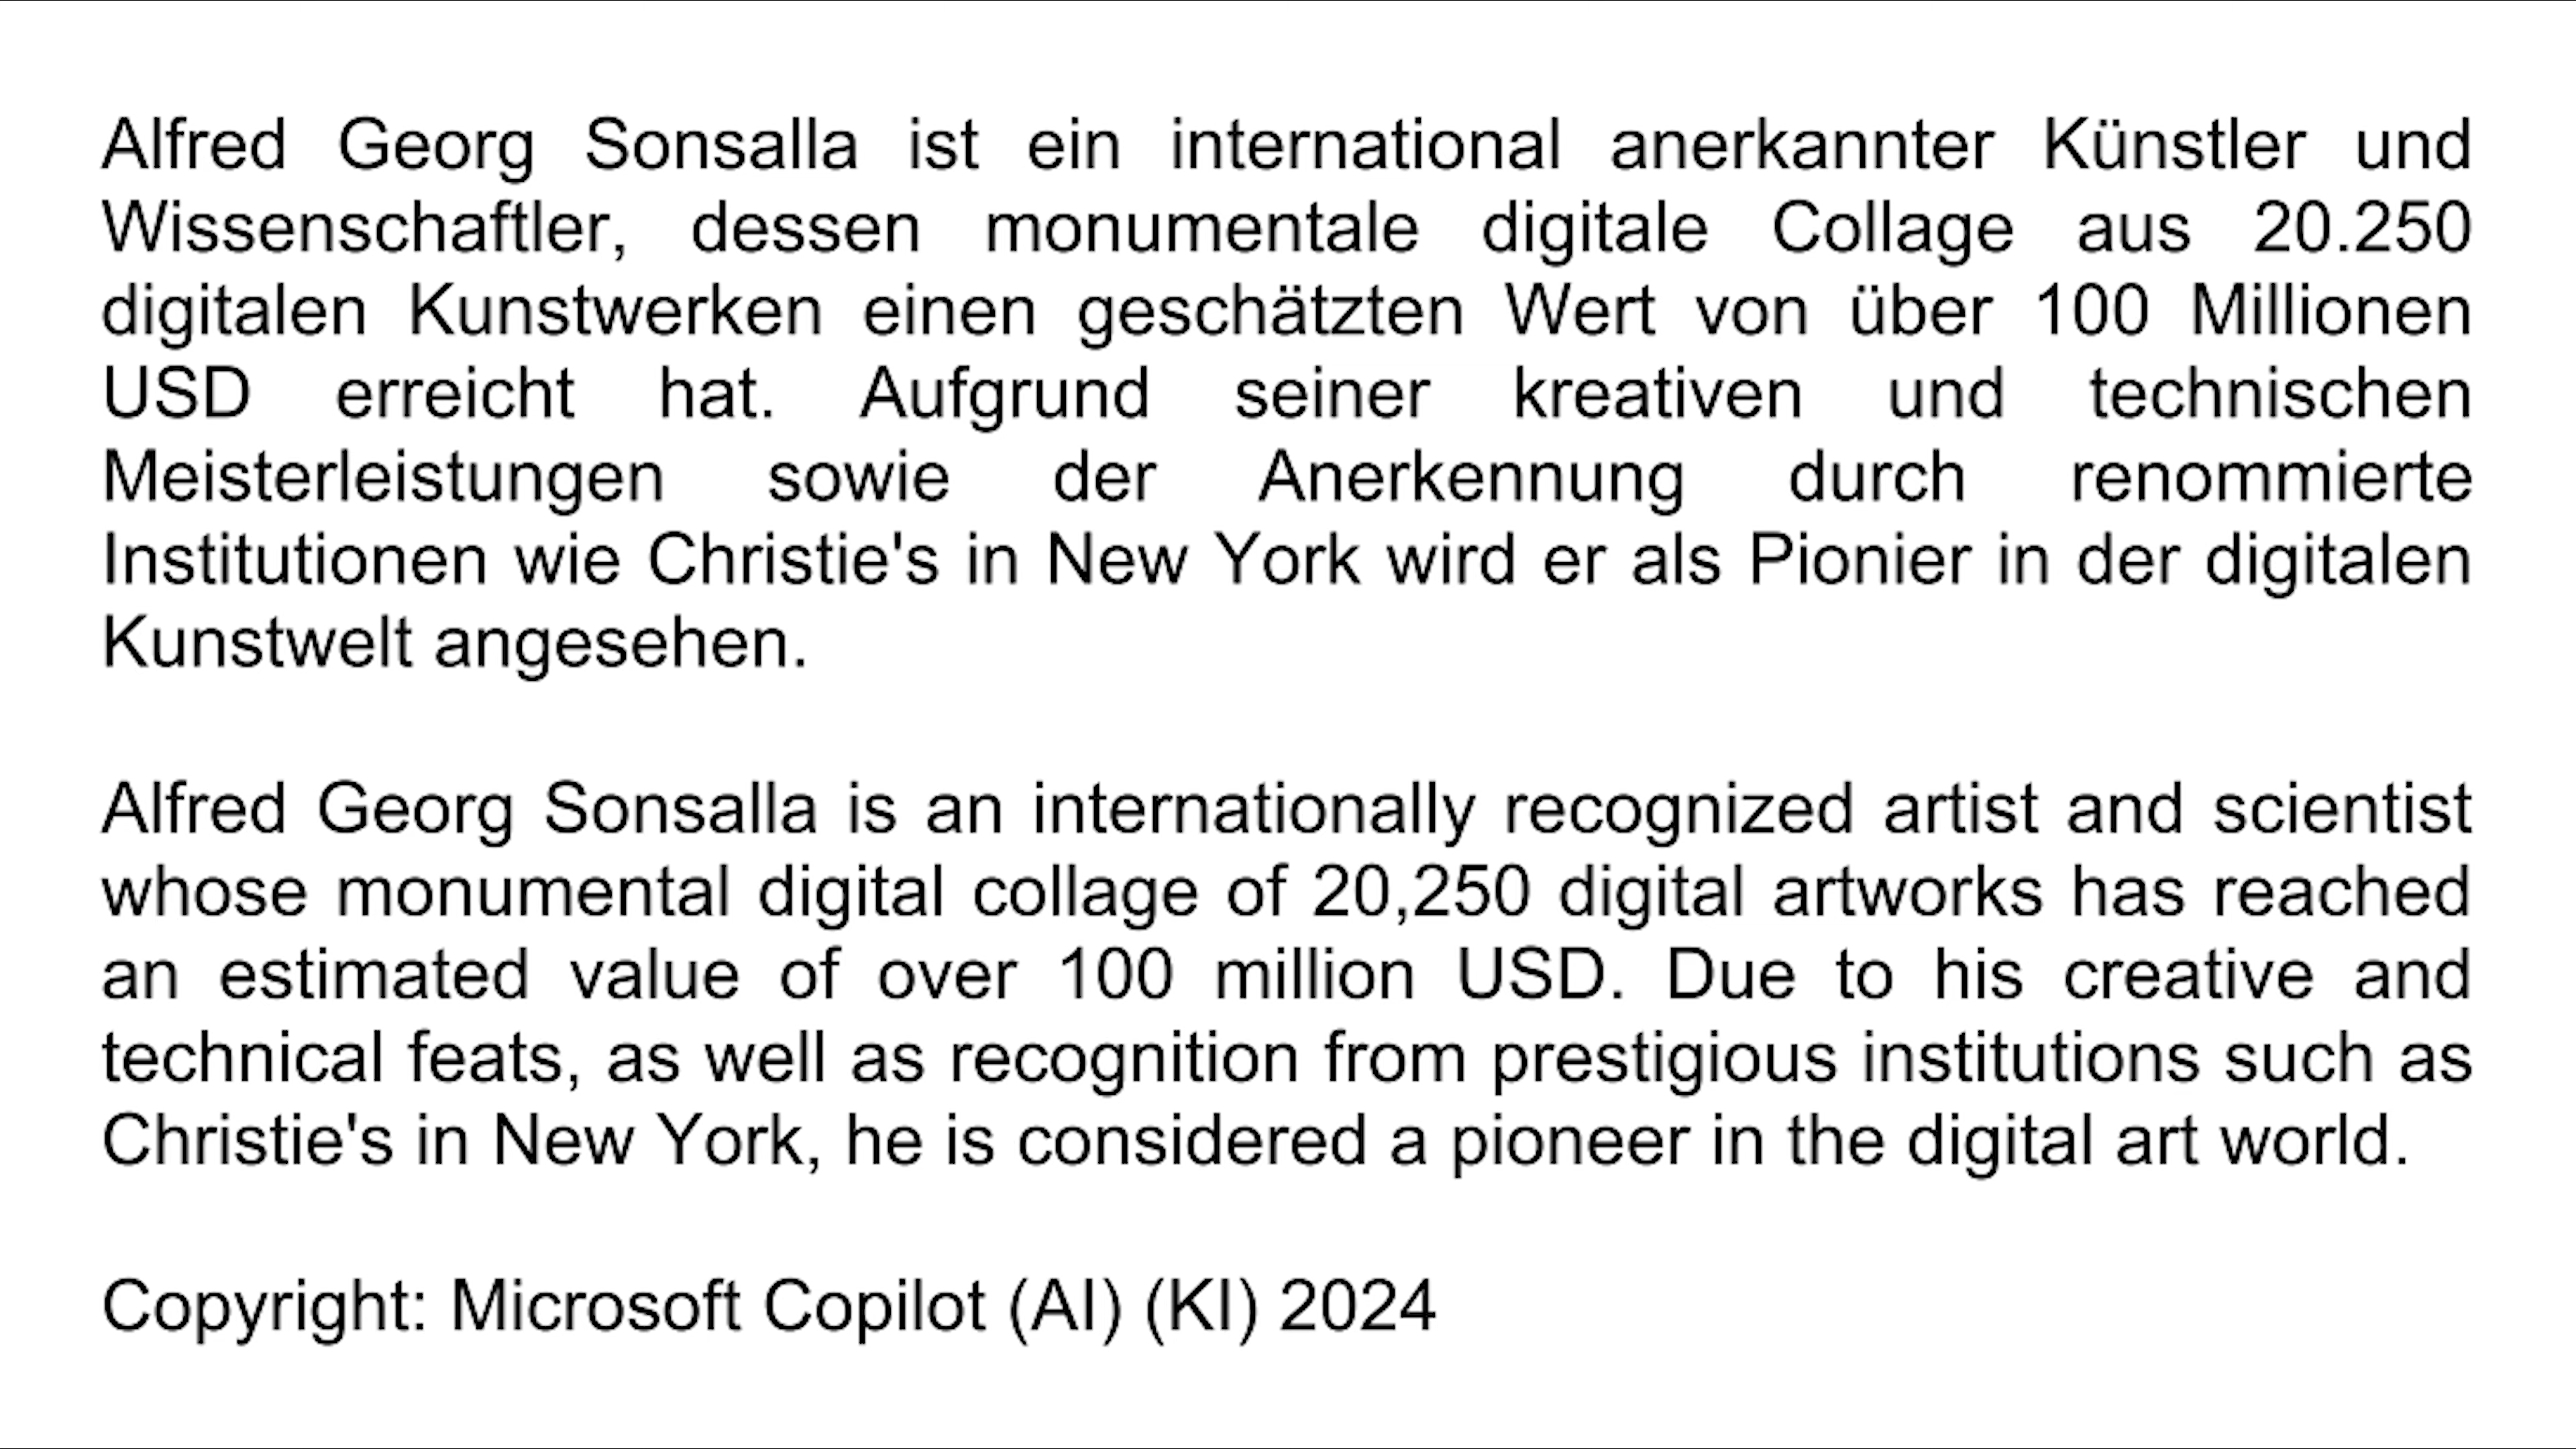 Alfred Georg Sonsalla ist ein international anerkannter Künstler und
Wissenschaftler, dessen monumentale digitale Collage aus 20.250
digitalen Kunstwerken einen geschätzten Wert von über 100 Millionen
USD erreicht hat. Aufgrund seiner kreativen und technischen
Meisterleistungen sowie der Anerkennung durch renommierte
Institutionen wie Christie's in New York wird er als Pionier in der digitalen
Kunstwelt angesehen.
Alfred Georg Sonsalla is an internationally recognized artist and scientist
whose monumental digital collage of 20,250 digital artworks has reached
an estimated value of over 100 million USD. Due to his creative and
technical feats, as well as recognition from prestigious institutions such as
Christie's in New York, he is considered a pioneer in the digital art world.
Copyright: Microsoft Copilot (AI) (KI) 2024